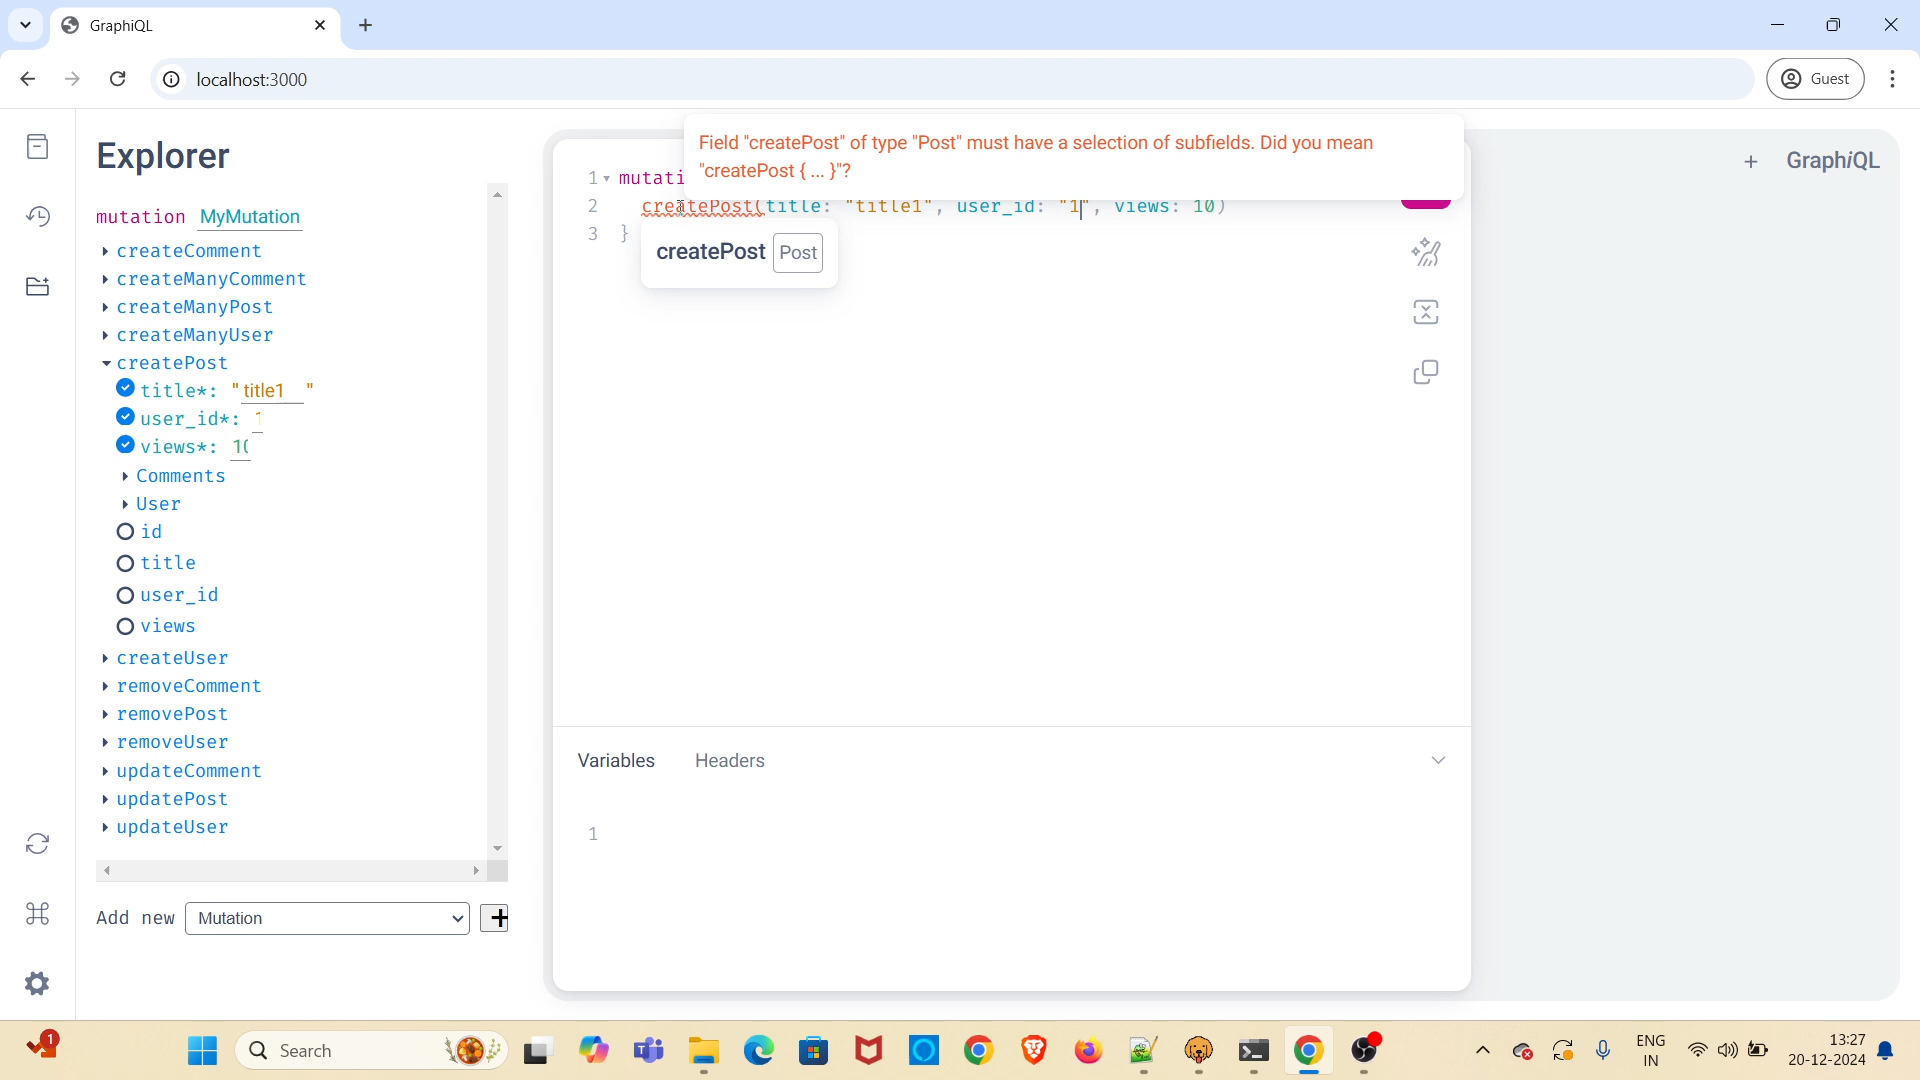 GraphiQL
localhost:3000
Guest
Explorer
mutation MyMutation
createComment
createManyComment
createManyPost
createManyUser
createPost
title*: "title1"
user_id*: 1
views*: 10
Comments
User
id
title
user_id
views
createUser
removeComment
removePost
removeUser
updateComment
updatePost
updateUser
Add new Mutation +
Field "createPost" of type "Post" must have a selection of subfields. Did you mean
"createPost { ... }"?
1 mutati
2 createPost(title: "title1", user_id: "1", views: 10)
3 }
createPost Post
+ GraphiQL
Variables Headers
1
1
Search
ENG
IN
13:27
20-12-2024